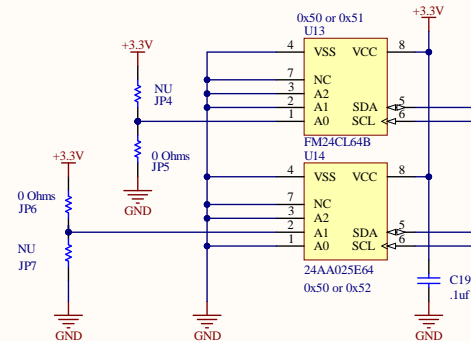 0x50 or 0x51
+3.3V
U13
+3.3V
4 VSS VCC 8
7 NC
3 A2
2 A1 SDA 5
1 A0 SCL 6
NU
JP4
FM24CL64B
0 Ohms
JP5
U14
+3.3V
GND
4 VSS VCC 8
7 NC
3 A2
2 A1 SDA 5
1 A0 SCL 6
0 Ohms
JP6
NU
JP7
24AA025E64
0x50 or 0x52
C19
.1uf
GND
GND
GND